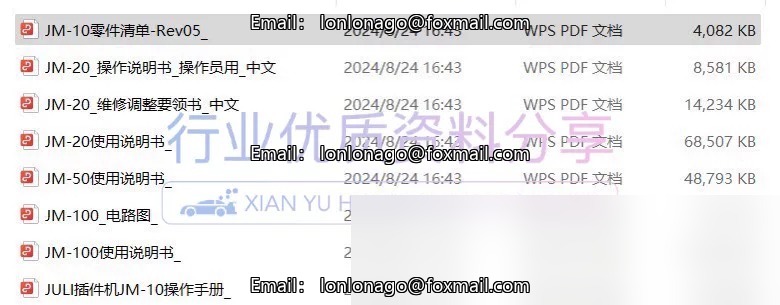 JM-10零件清单-Rev05_ Email: lonlonago@foxmail.com WPS PDF 文档 4,082 KB
JM-20_操作说明书_操作员用_中文 2024/8/24 16:43 WPS PDF 文档 8,581 KB
JM-20_维修调整要领书_中文 2024/8/24 16:43 WPS PDF 文档 14,234 KB
行业优质资料分享
JM-20使用说明书_ Email: lonlonago@foxmail.com WPS PDF 文档 68,507 KB
JM-50使用说明书_ 2024/8/24 16:43 WPS PDF 文档 48,793 KB
XIAN YU H
JM-100_电路图_ 2
JM-100使用说明书_ 2
JULI插件机JM-10操作手册_ Email: lonlonago@foxmail.com